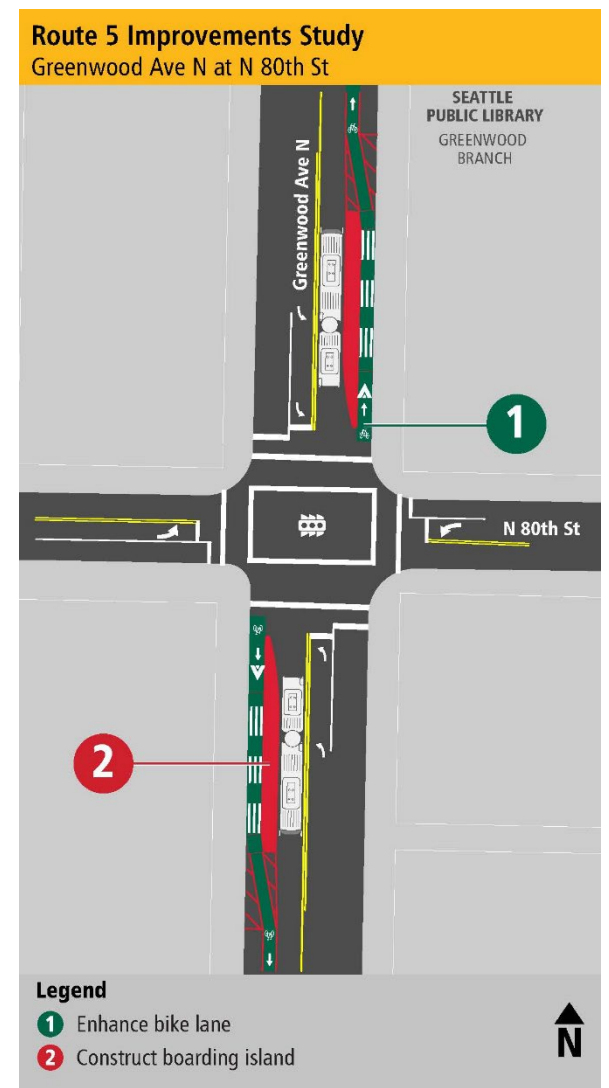 Route 5 Improvements Study
Greenwood Ave N at N 80th St
SEATTLE
PUBLIC LIBRARY
GREENWOOD
BRANCH
Greenwood Ave N
1
N 80th St
2
Legend
1 Enhance bike lane
2 Construct boarding island
N